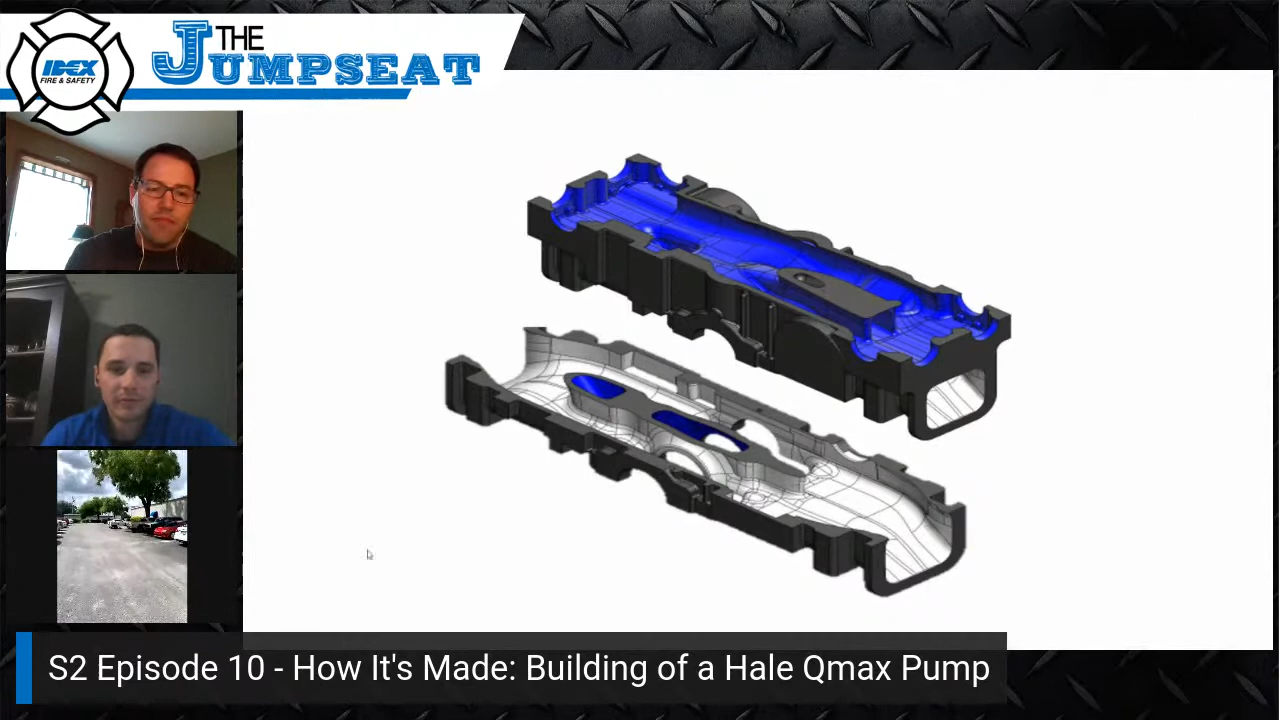 IDEX
FIRE & SAFETY
THE
JUMPSEAT
S2 Episode 10 - How It's Made: Building of a Hale Qmax Pump